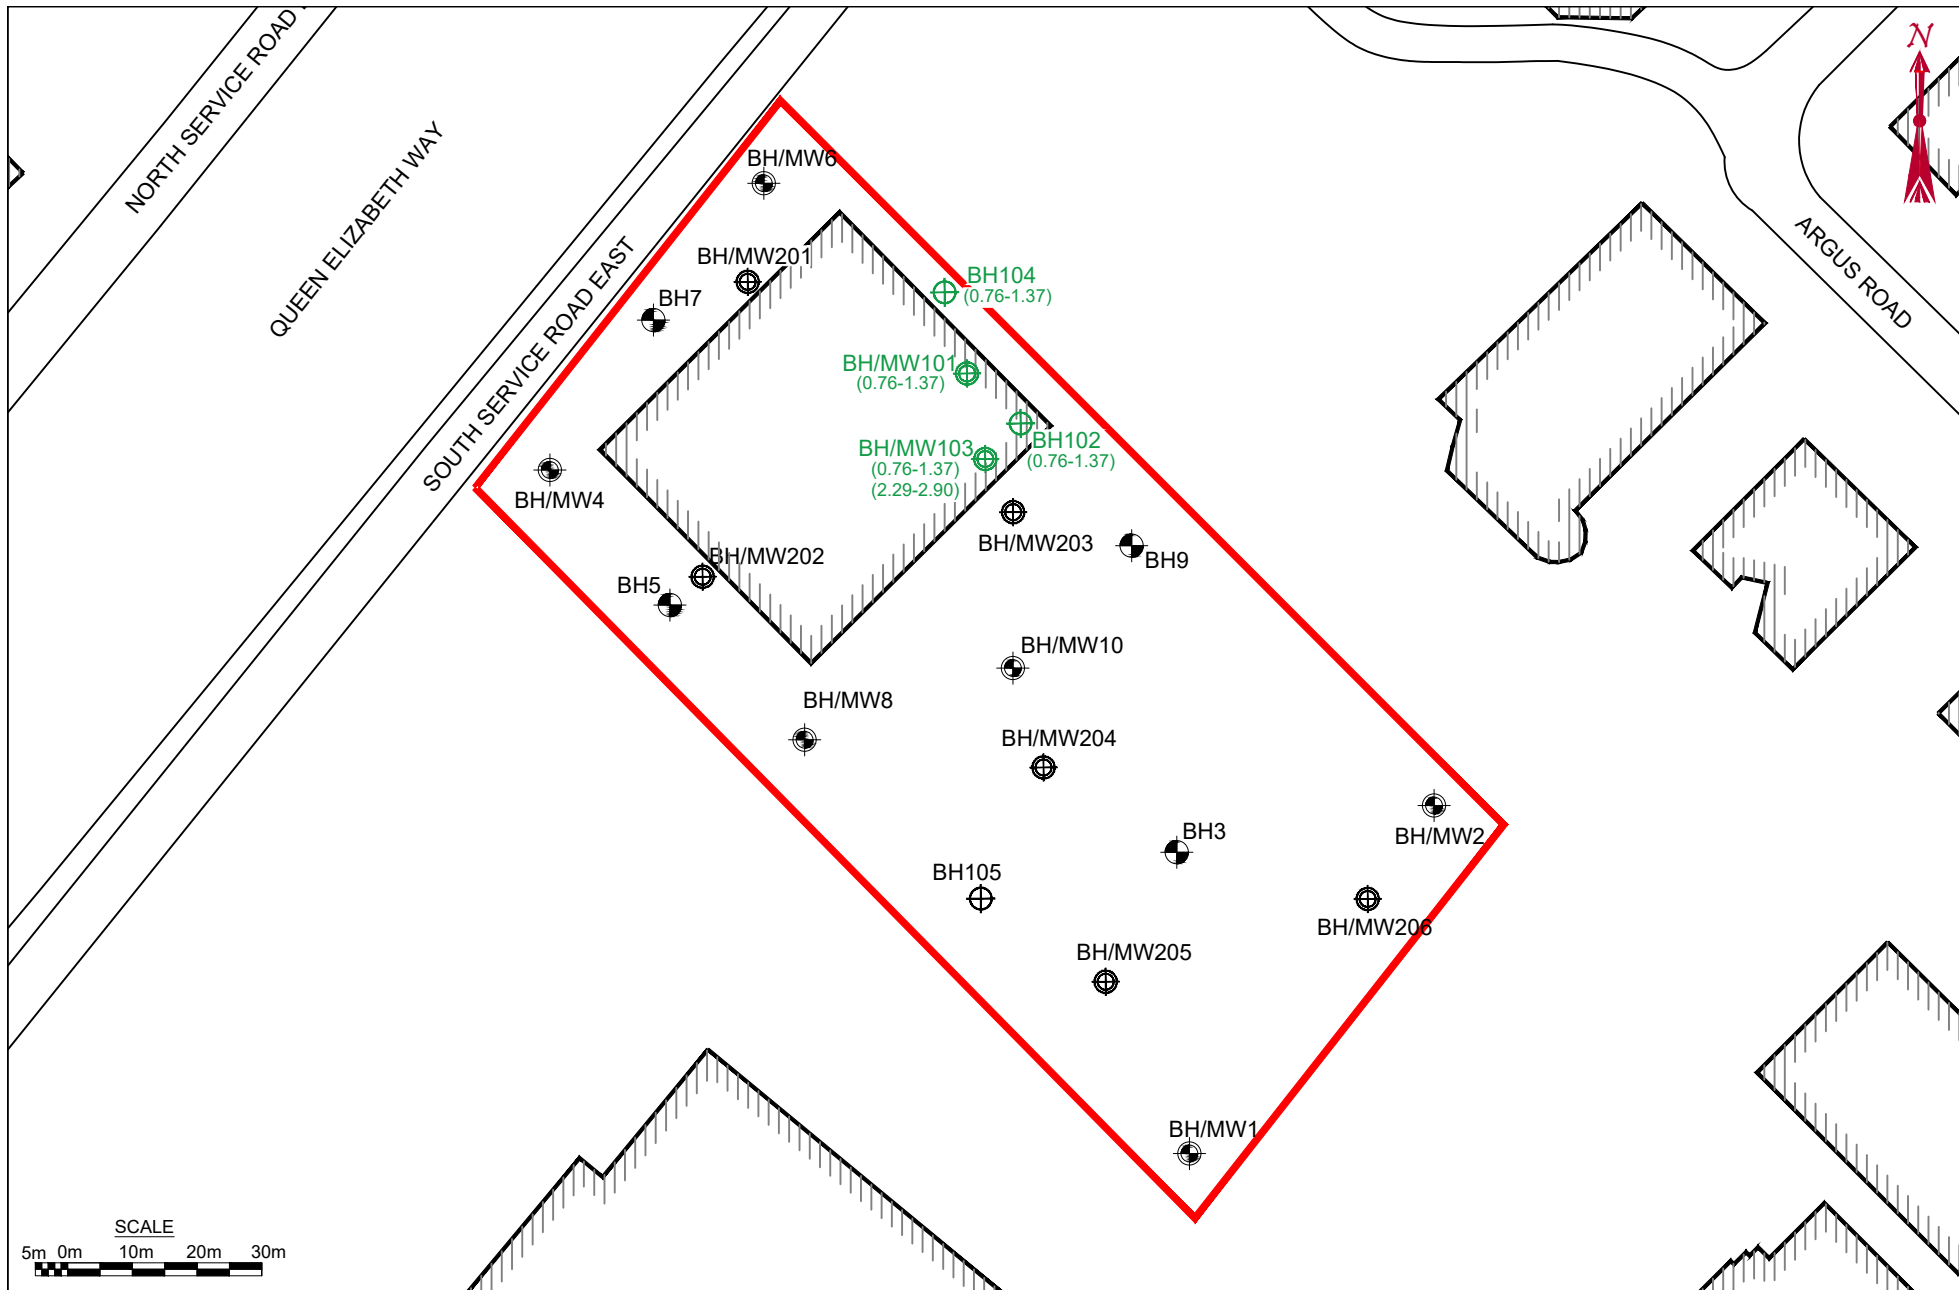 NORTH SERVICE ROAD
N
QUEEN ELIZABETH WAY
SOUTH SERVICE ROAD EAST
ARGUS ROAD
BH/MW6
BH/MW201
BH7
BH104
(0.76-1.37)
BH/MW101
(0.76-1.37)
BH102
(0.76-1.37)
BH/MW103
(0.76-1.37)
(2.29-2.90)
BH/MW4
BH/MW203
BH9
BH/MW202
BH5
BH/MW10
BH/MW8
BH/MW204
BH3
BH/MW2
BH105
BH/MW206
BH/MW205
BH/MW1
SCALE
5m 0m 10m 20m 30m